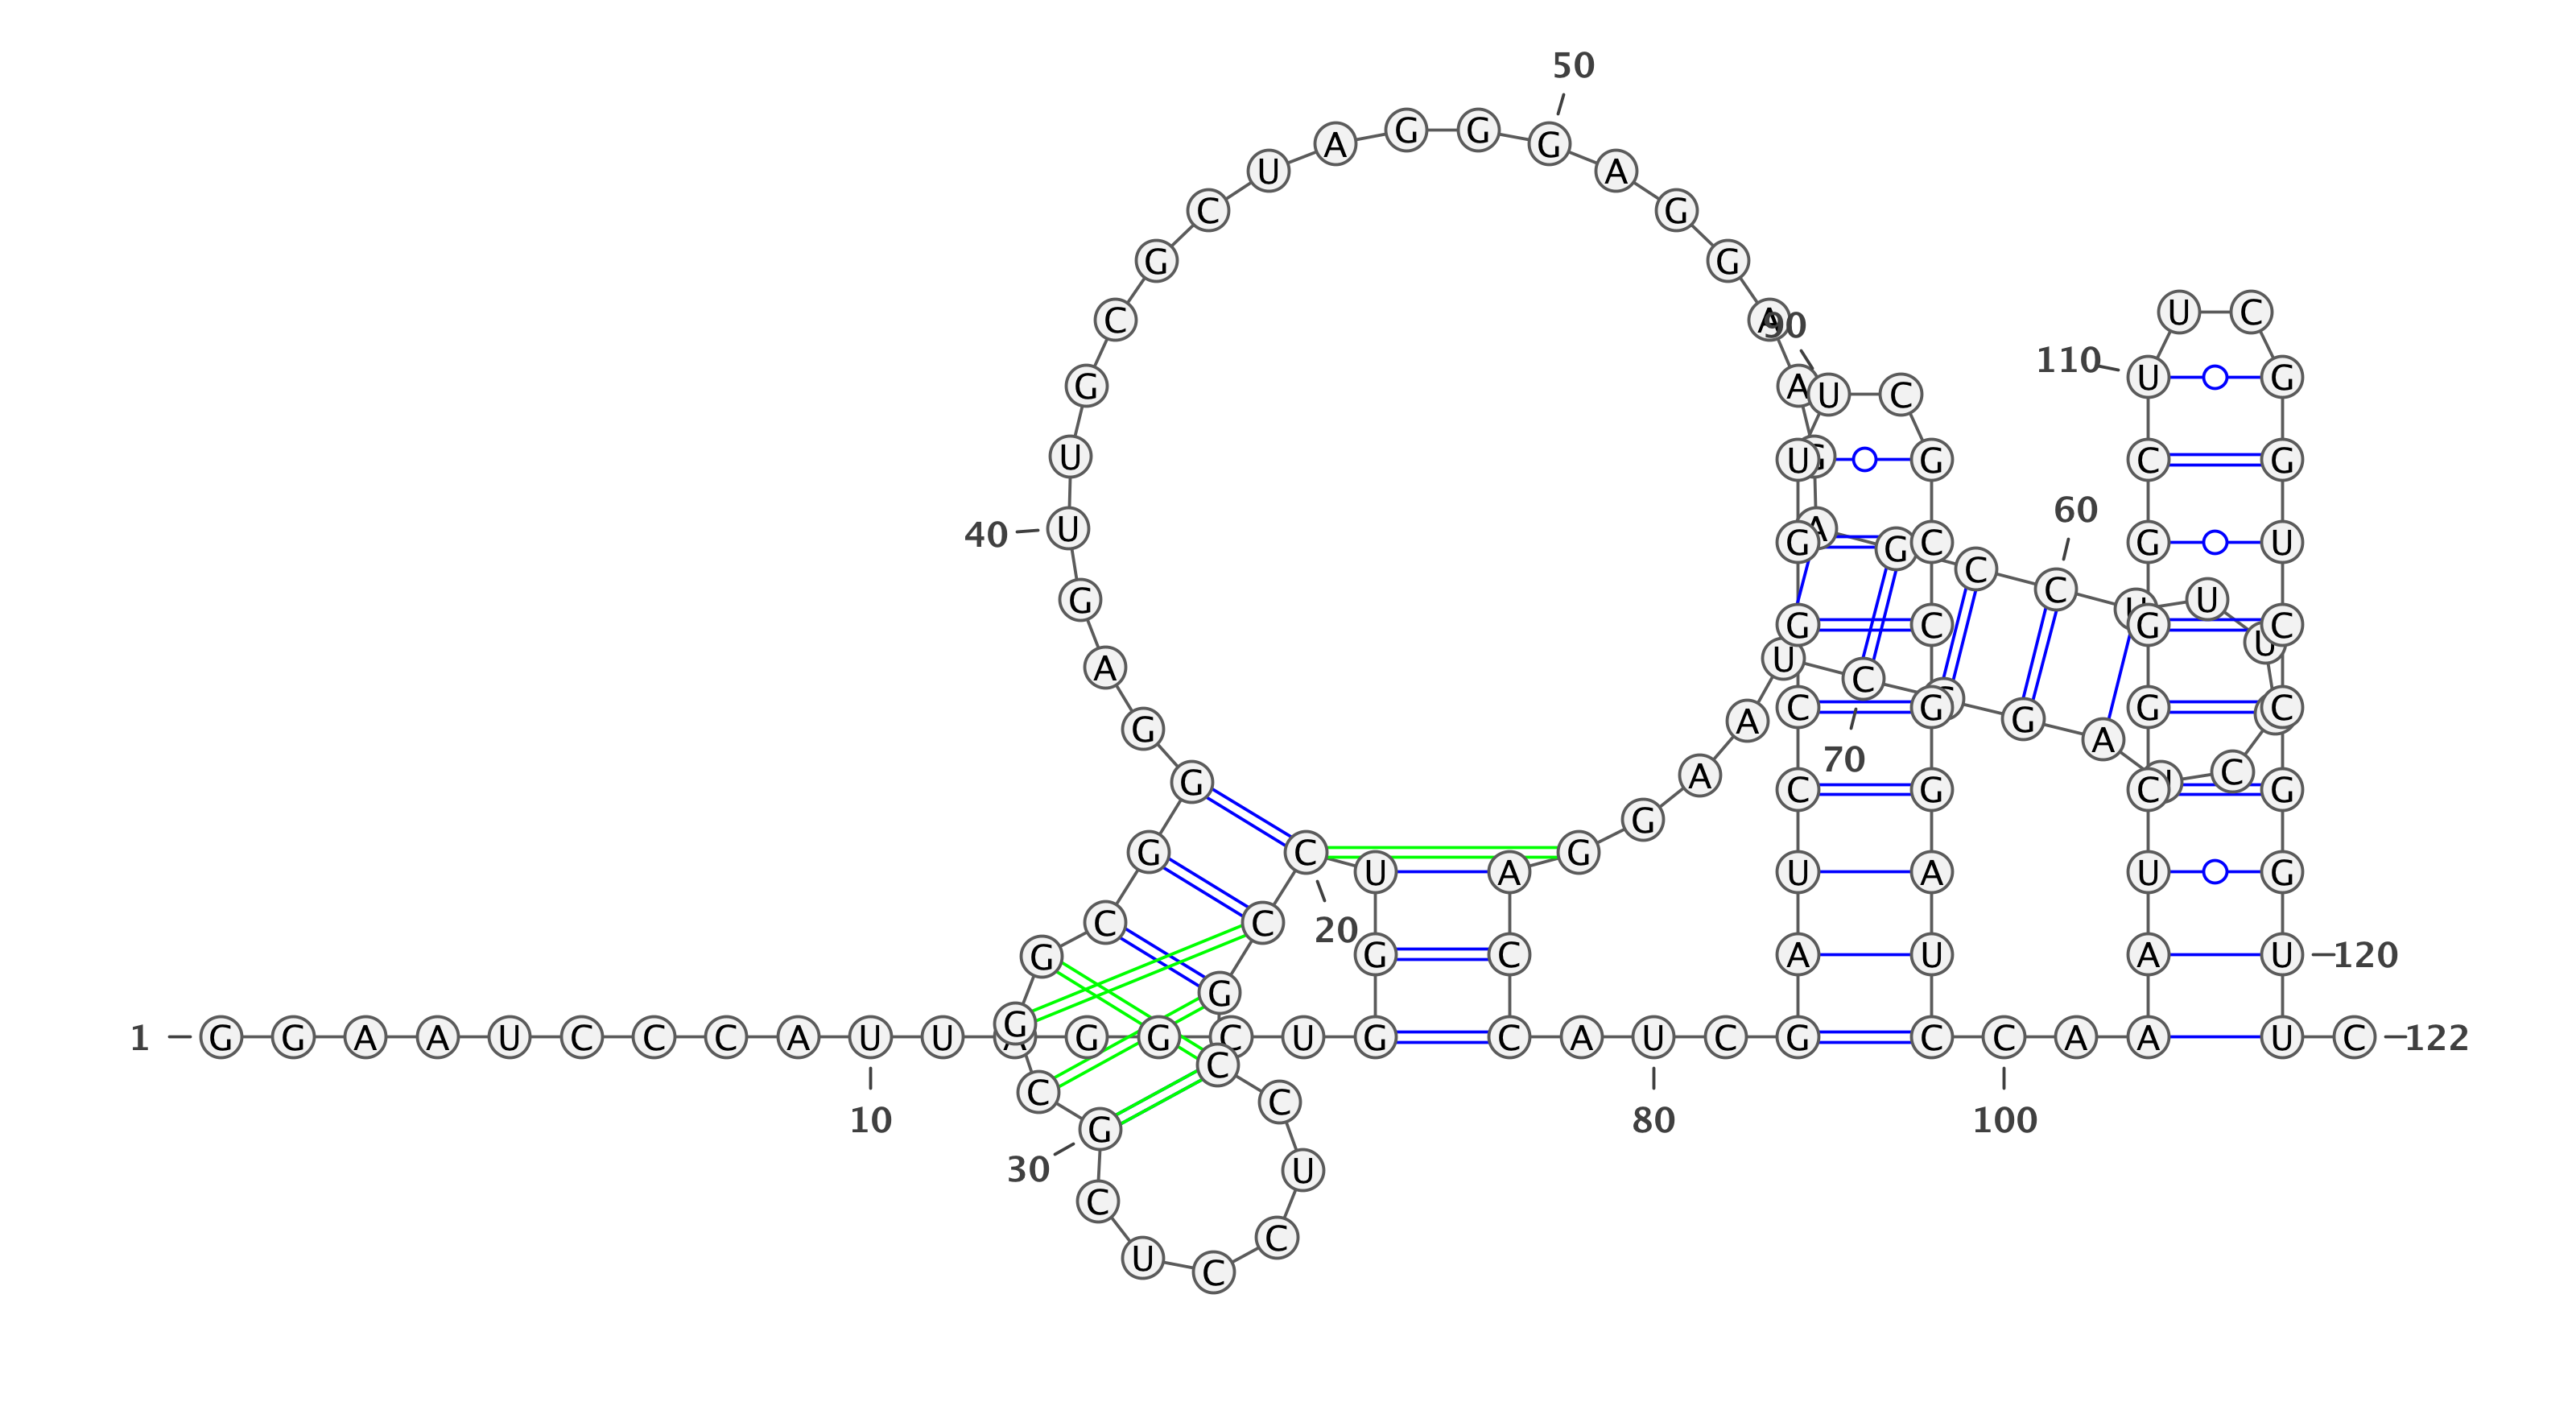 50
A G G G
U A
C G
G G
C A 90 U C
110 U G
G A U C
U U G G C G
60
40 U A
G G C G U
C C
G U U
G C G C
U
A U C
C G G C
G A G A
70
G A C C G C G
G
G C G
U A U A U G
C C 20
G G C A U A U 120
G
G
1 G G A A U C C C A U U A G G C U G C A U C G C C A A U C 122
C
C C
10 80 100
G
30 U
C
U C C